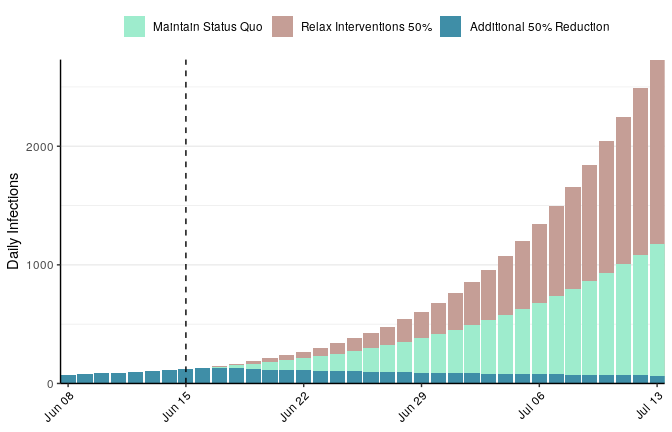 Maintain Status Quo Relax Interventions 50% Additional 50% Reduction
Daily Infections
2000
1000
0
Jun 08 Jun 15 Jun 22 Jun 29 Jul 06 Jul 13